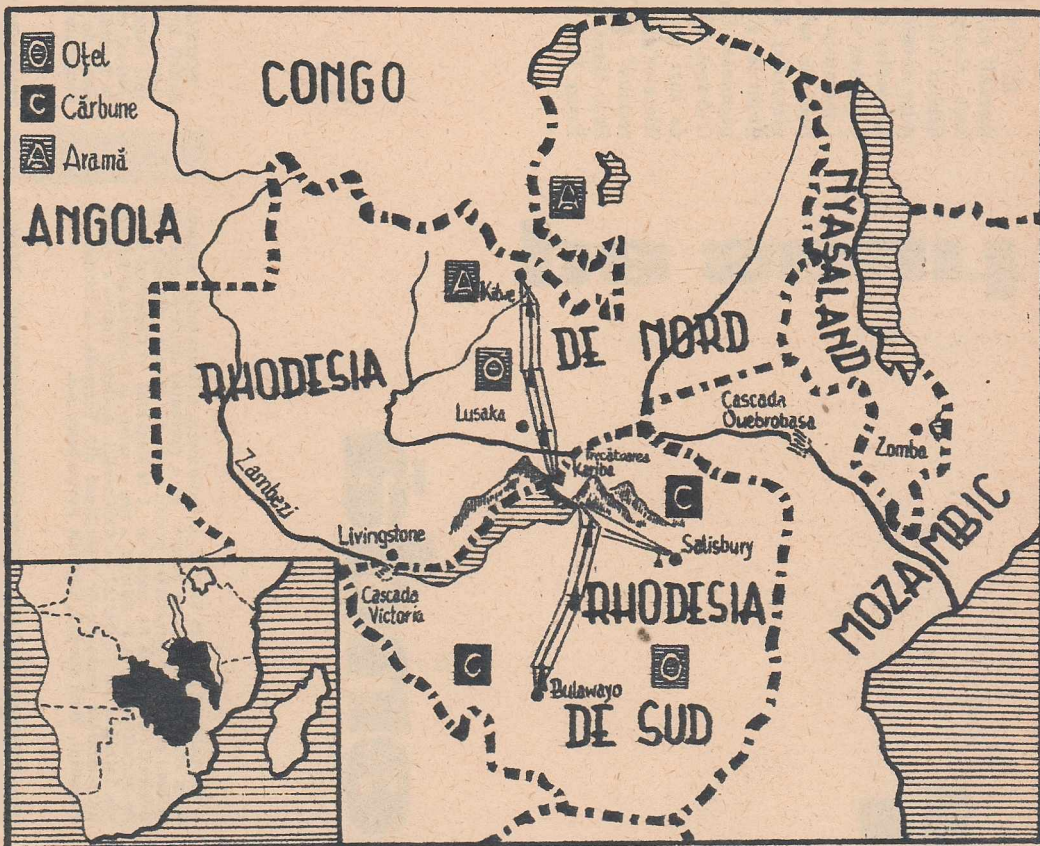 O Oțel
C Cărbune
A Aramă
CONGO
ANGOLA
NYASALAND
A
A Kitwe
RHODESIA
DE NORD
O
Lusaka
Cascada
Quebrobasa
Zomba
Trecătoarea
Kariba
Zambezi
C
Livingstone
Salisbury
Cascada
Victoria
RHODESIA
MOZAMBIC
C
O
Bulawayo
DE SUD